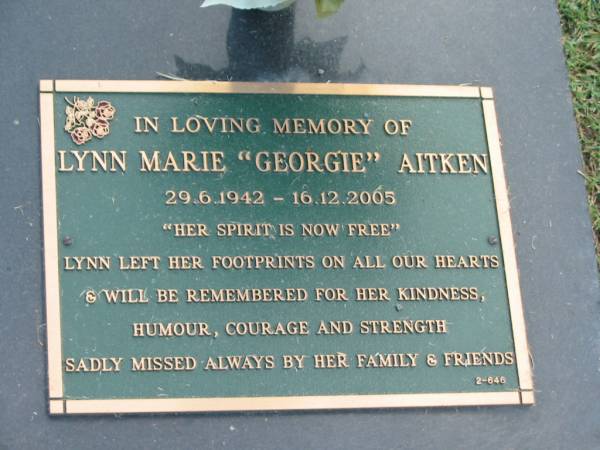 IN LOVING MEMORY OF
LYNN MARIE "GEORGIE" AITKEN
29.6.1942 - 16.12.2005
"HER SPIRIT IS NOW FREE"
LYNN LEFT HER FOOTPRINTS ON ALL OUR HEARTS
& WILL BE REMEMBERED FOR HER KINDNESS,
HUMOUR, COURAGE AND STRENGTH
SADLY MISSED ALWAYS BY HER FAMILY & FRIENDS
2-646